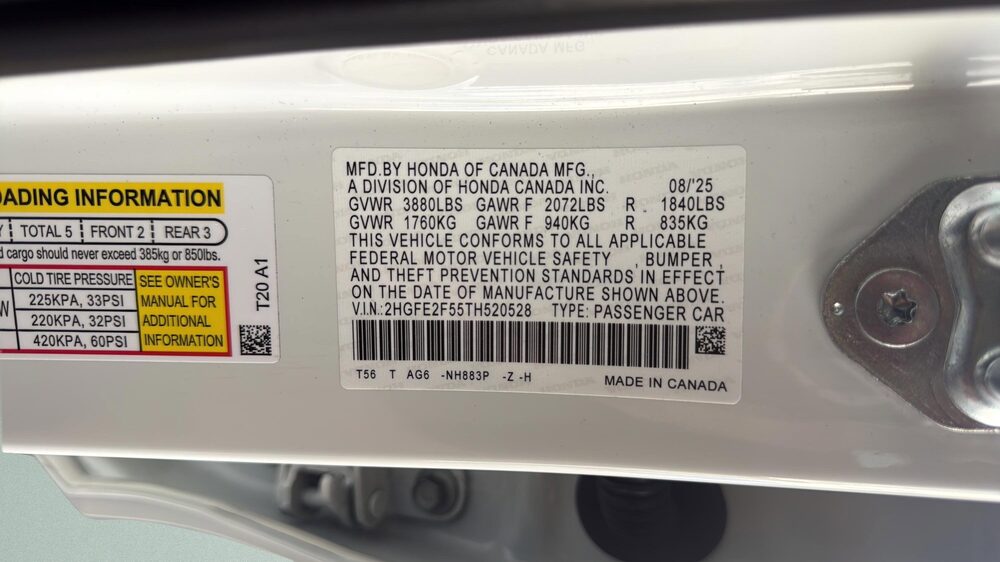 OADING INFORMATION
TOTAL 5 FRONT 2 REAR 3
cargo should never exceed 385kg or 850lbs.
COLD TIRE PRESSURE
225KPA, 33PSI
220KPA, 32PSI
420KPA, 60PSI
SEE OWNER'S
MANUAL FOR
ADDITIONAL
INFORMATION
T20 A1
MFD.BY HONDA OF CANADA MFG.,
A DIVISION OF HONDA CANADA INC. 08/'25
GVWR 3880LBS GAWR F 2072LBS R 1840LBS
GVWR 1760KG GAWR F 940KG R 835KG
THIS VEHICLE CONFORMS TO ALL APPLICABLE
FEDERAL MOTOR VEHICLE SAFETY , BUMPER ,
AND THEFT PREVENTION STANDARDS IN EFFECT
ON THE DATE OF MANUFACTURE SHOWN ABOVE.
V.I.N.:2HGFE2F55TH520528 TYPE: PASSENGER CAR
T56 T AG6 -NH883P -Z -H
MADE IN CANADA